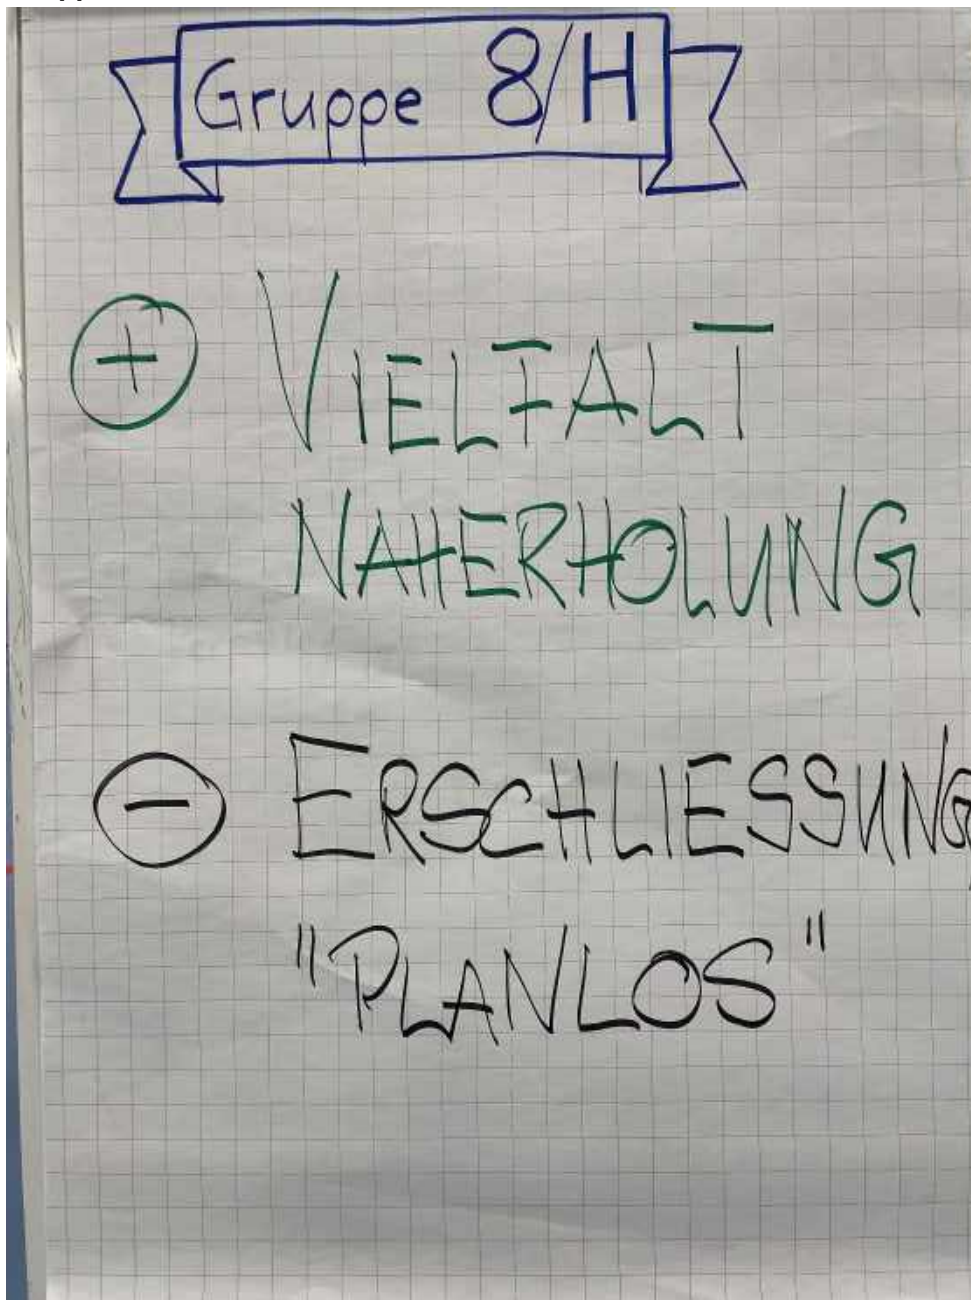 Gruppe 8/H
+ VIELFALT
NAHERHOLUNG
- ERSCHLIESSUNG
"PLANLOS"